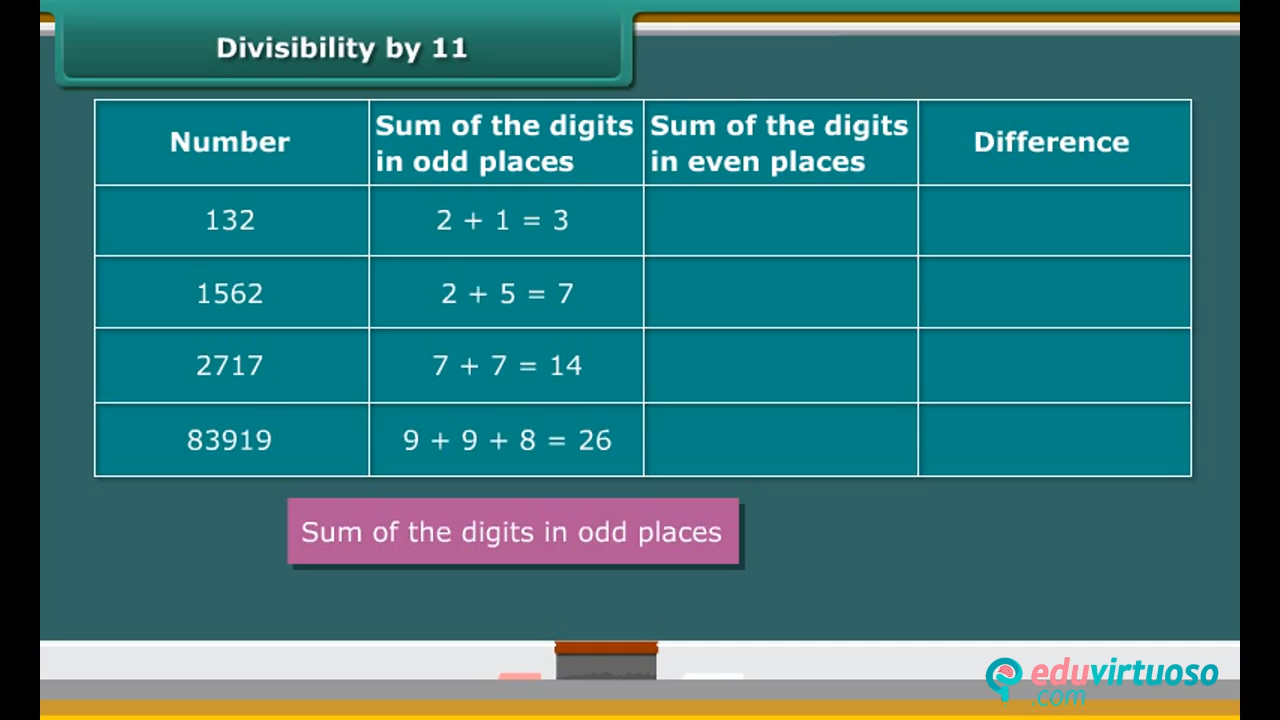 Divisibility by 11
Number
Sum of the digits
in odd places
Sum of the digits
in even places
Difference
132
2 + 1 = 3
1562
2 + 5 = 7
2717
7 + 7 = 14
83919
9 + 9 + 8 = 26
Sum of the digits in odd places
eduvirtuoso
.com